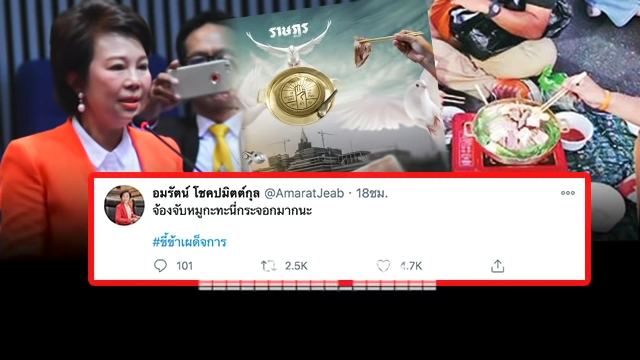 ราษฎร
อมรัตน์ โชคปมิตต์กุล @AmaratJeab · 18ชม.
จ้องจับหมูกะทะนี่กระจอกมากนะ
#ขี้ข้าเผด็จการ
101 2.5K 4.7K